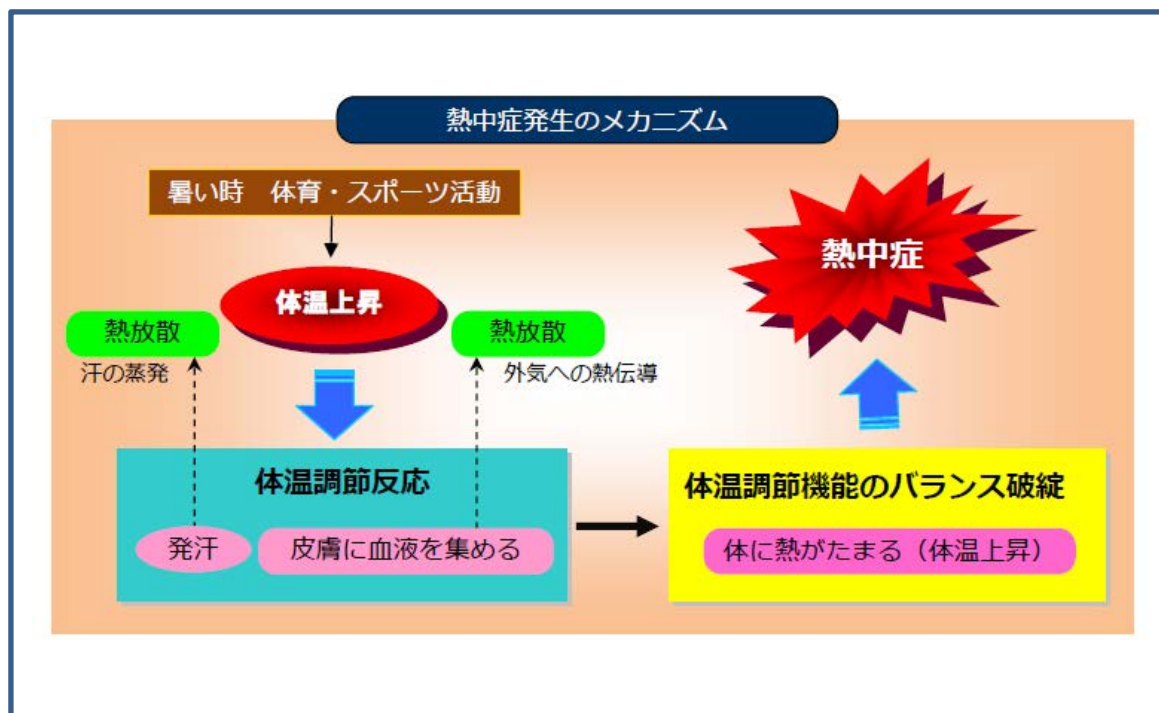 熱中症発生のメカニズム
暑い時　体育・スポーツ活動
体温上昇
熱放散
汗の蒸発
熱放散
外気への熱伝導
体温調節反応
発汗
皮膚に血液を集める
体温調節機能のバランス破綻
体に熱がたまる（体温上昇）
熱中症